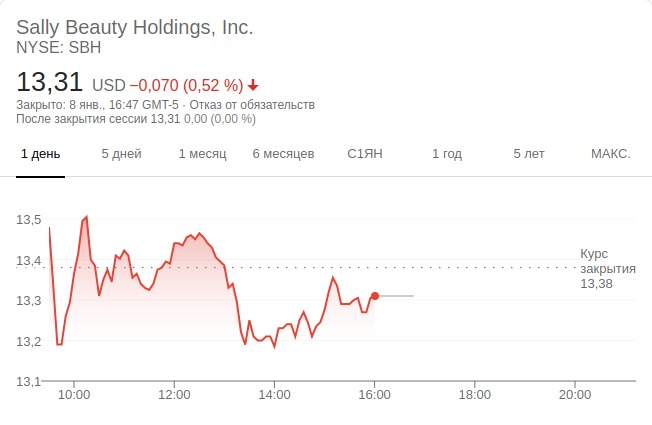 Sally Beauty Holdings, Inc.
NYSE: SBH
13,31 USD −0,070 (0,52 %)
Закрыто: 8 янв., 16:47 GMT-5 · Отказ от обязательств
После закрытия сессии 13,31 0,00 (0,00 %)
1 день 5 дней 1 месяц 6 месяцев С1ЯН 1 год 5 лет МАКС.
13,5
13,4
13,3
13,2
13,1
Курс
закрытия
13,38
10:00 12:00 14:00 16:00 18:00 20:00